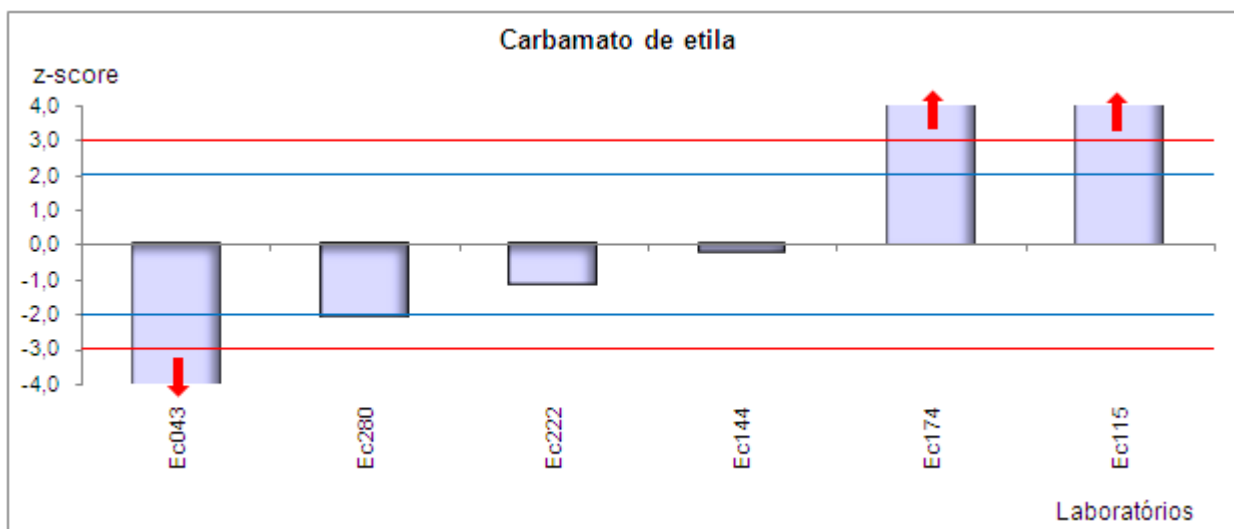 Carbamato de etila
z-score
4,0
3,0
2,0
1,0
0,0
-1,0
-2,0
-3,0
-4,0
Ec043
Ec280
Ec222
Ec144
Ec174
Ec115
Laboratórios